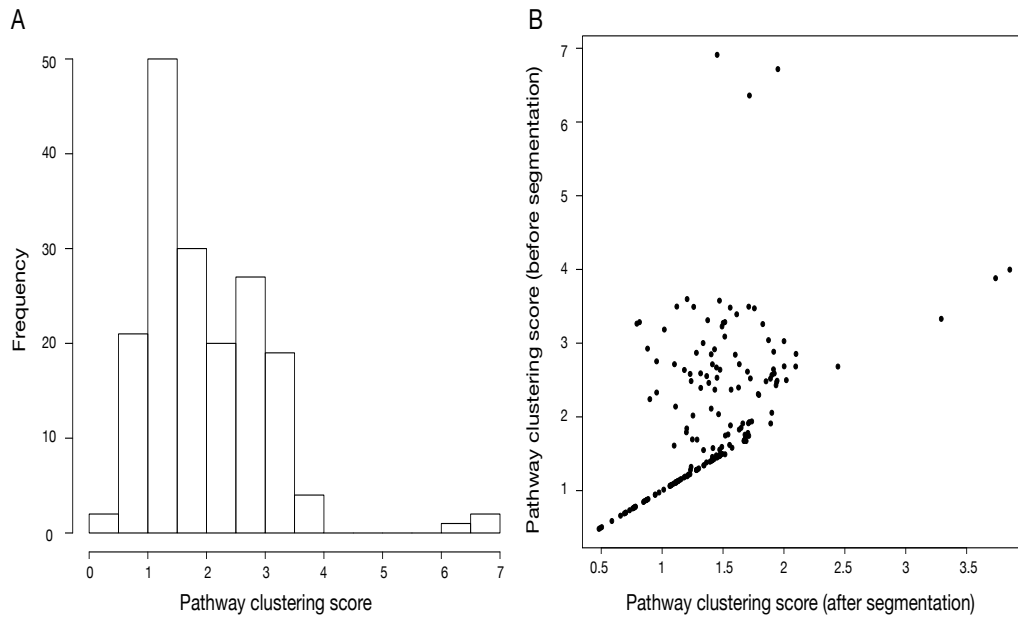 A
50
40
30
20
10
0
Frequency
0 1 2 3 4 5 6 7
Pathway clustering score
B
7
6
5
4
3
2
1
Pathway clustering score (before segmentation)
0.5 1 1.5 2 2.5 3 3.5
Pathway clustering score (after segmentation)